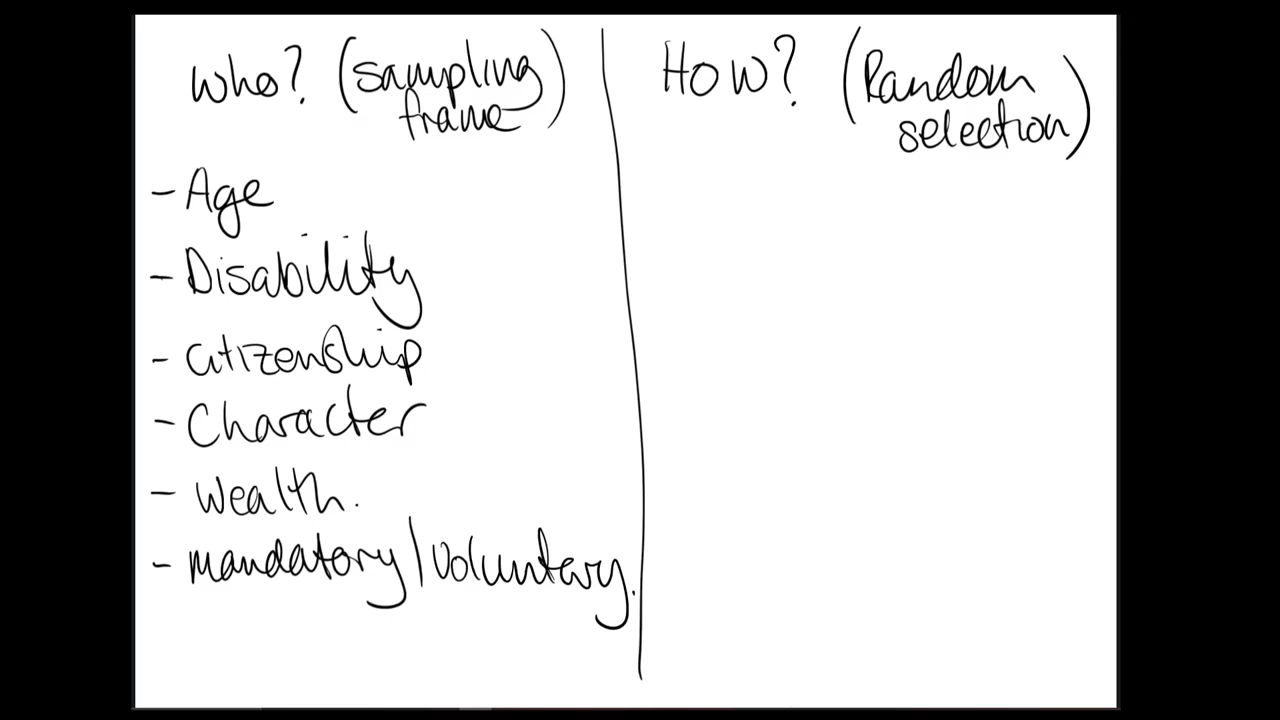 Who? (sampling
frame)
- Age
- Disability
- Citizenship
- Character
- Wealth.
- mandatory/voluntary.
How? (Random
selection)